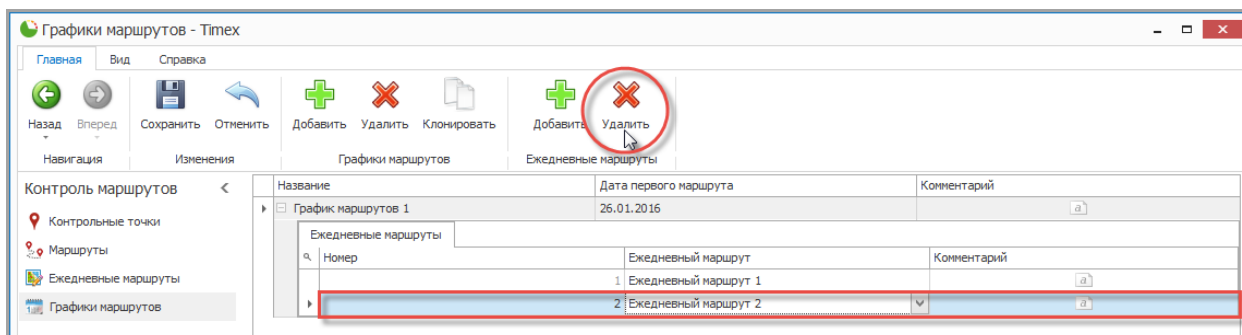 Графики маршрутов - Timex
Главная Вид Справка
Назад Вперед Сохранить Отменить Добавить Удалить Клонировать Добавить Удалить
Навигация Изменения Графики маршрутов Ежедневные маршруты
Контроль маршрутов
Контрольные точки
Маршруты
Ежедневные маршруты
Графики маршрутов
Название Дата первого маршрута Комментарий
График маршрутов 1 26.01.2016 a
Ежедневные маршруты
Номер Ежедневный маршрут Комментарий
1 Ежедневный маршрут 1 a
2 Ежедневный маршрут 2 a